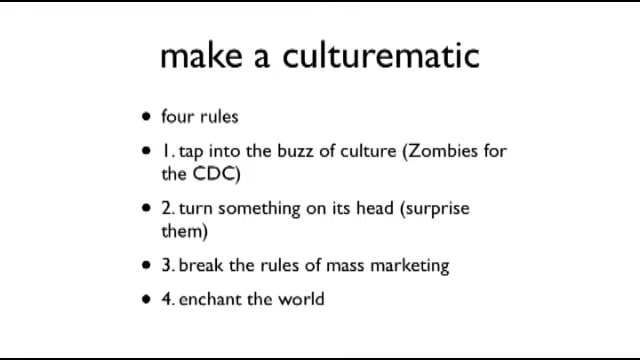 make a culturematic
• four rules
• 1. tap into the buzz of culture (Zombies for
the CDC)
• 2. turn something on its head (surprise
them)
• 3. break the rules of mass marketing
• 4. enchant the world